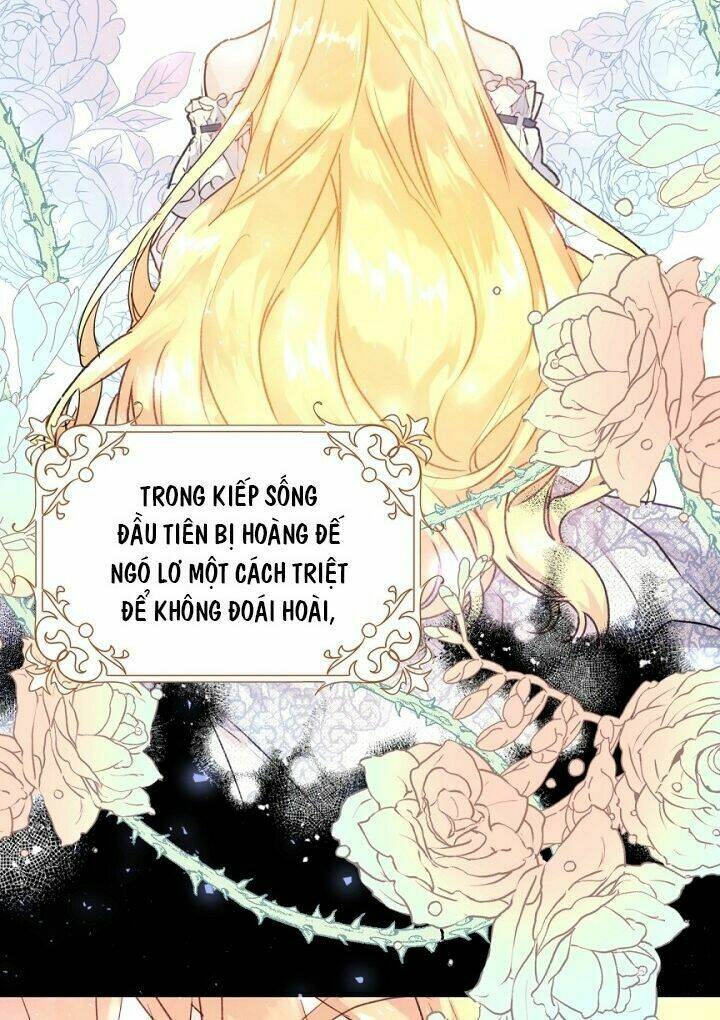 TRONG KIẾP SỐNG
ĐẦU TIÊN BỊ HOÀNG ĐẾ
NGÓ LƠ MỘT CÁCH TRIỆT
ĐỂ KHÔNG ĐOÁI HOÀI,